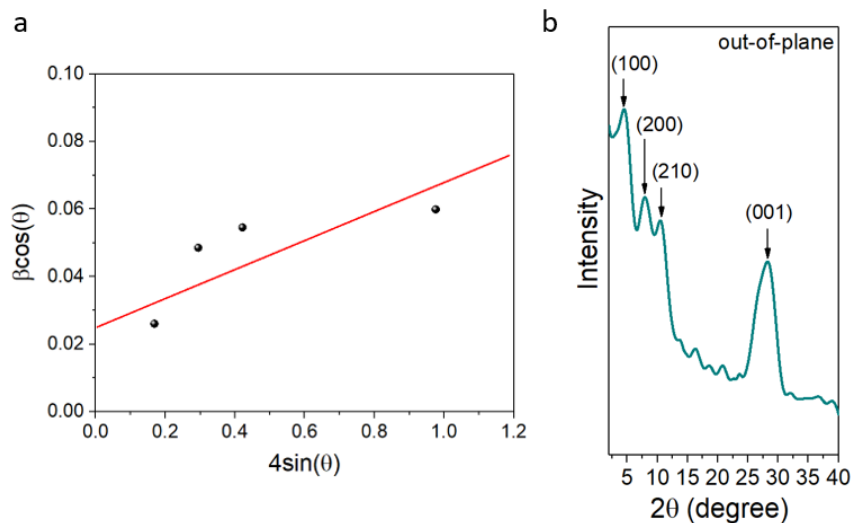 a
0.10
0.08
0.06
0.04
0.02
0.00
βcos(θ)
0.0 0.2 0.4 0.6 0.8 1.0 1.2
4sin(θ)
b
out-of-plane
(100)
(200)
(210)
(001)
Intensity
5 10 15 20 25 30 35 40
2θ (degree)